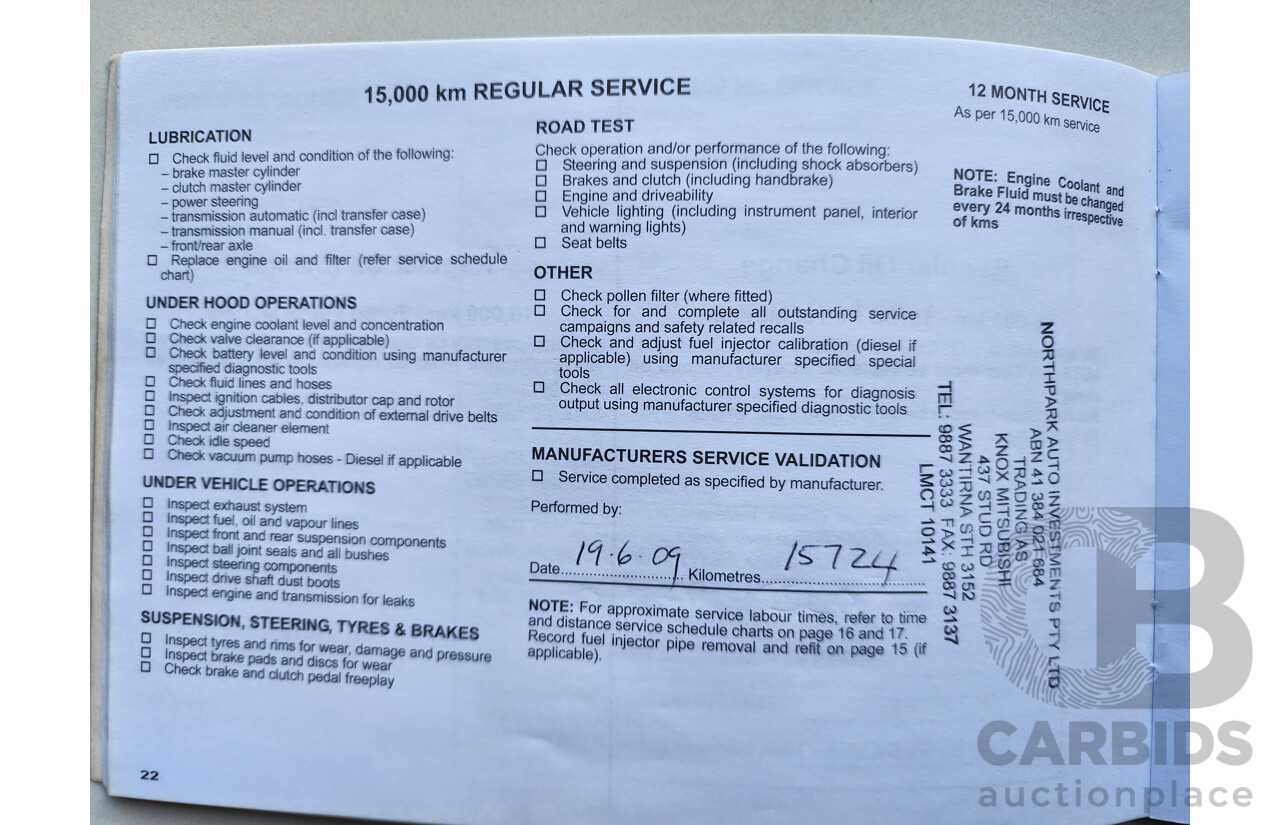 15,000 km REGULAR SERVICE
LUBRICATION
☐ Check fluid level and condition of the following:
– brake master cylinder
– clutch master cylinder
– power steering
– transmission automatic (incl transfer case)
– transmission manual (incl. transfer case)
– front/rear axle
☐ Replace engine oil and filter (refer service schedule
chart)
UNDER HOOD OPERATIONS
☐ Check engine coolant level and concentration
☐ Check valve clearance (if applicable)
☐ Check battery level and condition using manufacturer
specified diagnostic tools
☐ Check fluid lines and hoses
☐ Inspect ignition cables, distributor cap and rotor
☐ Check adjustment and condition of external drive belts
☐ Inspect air cleaner element
☐ Check idle speed
☐ Check vacuum pump hoses - Diesel if applicable
UNDER VEHICLE OPERATIONS
☐ Inspect exhaust system
☐ Inspect fuel, oil and vapour lines
☐ Inspect front and rear suspension components
☐ Inspect ball joint seals and all bushes
☐ Inspect steering components
☐ Inspect drive shaft dust boots
☐ Inspect engine and transmission for leaks
SUSPENSION, STEERING, TYRES & BRAKES
☐ Inspect tyres and rims for wear, damage and pressure
☐ Inspect brake pads and discs for wear
☐ Check brake and clutch pedal freeplay
22
ROAD TEST
Check operation and/or performance of the following:
☐ Steering and suspension (including shock absorbers)
☐ Brakes and clutch (including handbrake)
☐ Engine and driveability
☐ Vehicle lighting (including instrument panel, interior
and warning lights)
☐ Seat belts
OTHER
☐ Check pollen filter (where fitted)
☐ Check for and complete all outstanding service
campaigns and safety related recalls
☐ Check and adjust fuel injector calibration (diesel if
applicable) using manufacturer specified special
tools
☐ Check all electronic control systems for diagnosis
output using manufacturer specified diagnostic tools
MANUFACTURERS SERVICE VALIDATION
☐ Service completed as specified by manufacturer.
Performed by:
Date 19.6.09 Kilometres 15724
NOTE: For approximate service labour times, refer to time
and distance service schedule charts on page 16 and 17.
Record fuel injector pipe removal and refit on page 15 (if
applicable).
12 MONTH SERVICE
As per 15,000 km service
NOTE: Engine Coolant and
Brake Fluid must be changed
every 24 months irrespective
of kms
NORTHPARK AUTO INVESTMENTS PTY LTD
ABN 41 384 021 684
TRADING AS
KNOX MITSUBISHI
437 STUD RD
WANTIRNA STH 3152
TEL: 9887 3333 FAX: 9887 3137
LMCT 10141
CB
CARBIDS
auctionplace